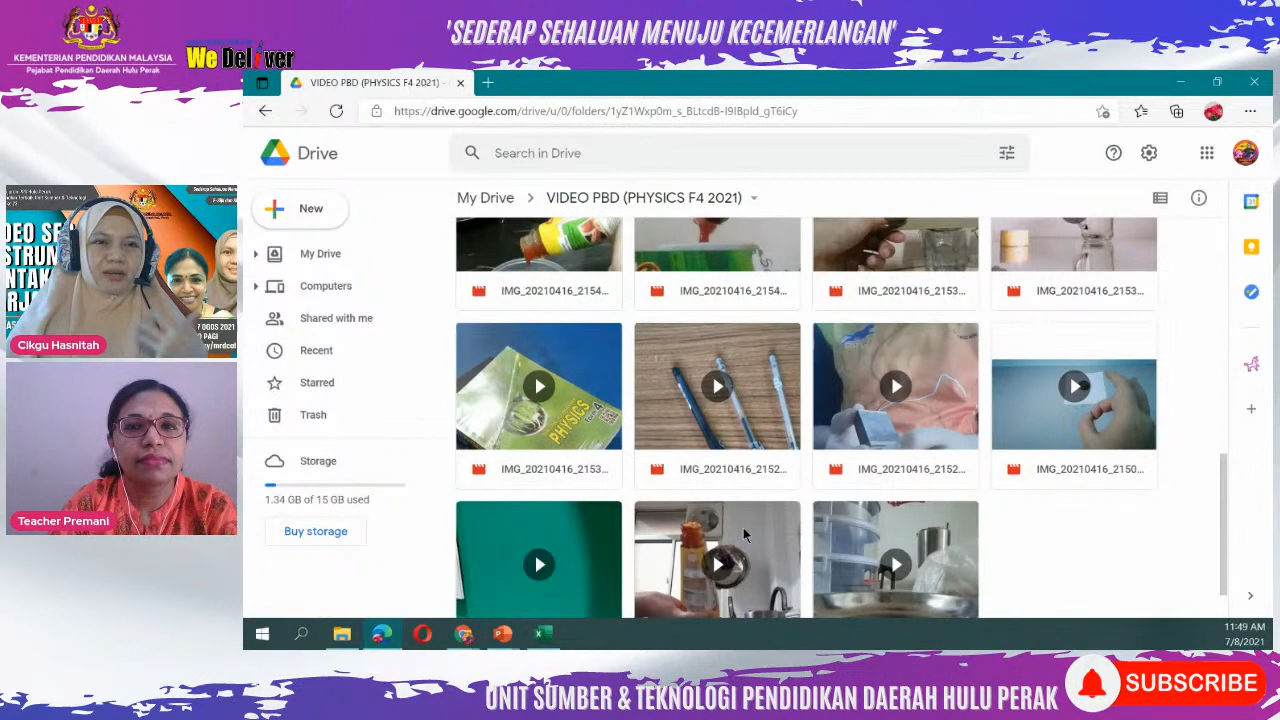 'SEDERAP SEHALUAN MENUJU KECEMERLANGAN'
KEMENTERIAN PENDIDIKAN MALAYSIA
Pejabat Pendidikan Daerah Hulu Perak
We Deliver
VIDEO PBD (PHYSICS F4 2021) -
https://drive.google.com/drive/u/0/folders/1yZ1Wxp0m_s_BLtcdB-I9IBpld_gT6iCy
Drive
Search in Drive
New
My Drive
VIDEO PBD (PHYSICS F4 2021)
My Drive
Computers
Shared with me
Recent
Starred
Trash
Storage
1.34 GB of 15 GB used
Buy storage
IMG_20210416_2154...
IMG_20210416_2154...
IMG_20210416_2153...
IMG_20210416_2153...
PHYSICS
IMG_20210416_2153...
IMG_20210416_2152...
IMG_20210416_2152...
IMG_20210416_2150...
Cikgu Hasnitah
Teacher Premani
11:49 AM
7/8/2021
UNIT SUMBER & TEKNOLOGI PENDIDIKAN DAERAH HULU PERAK
SUBSCRIBE